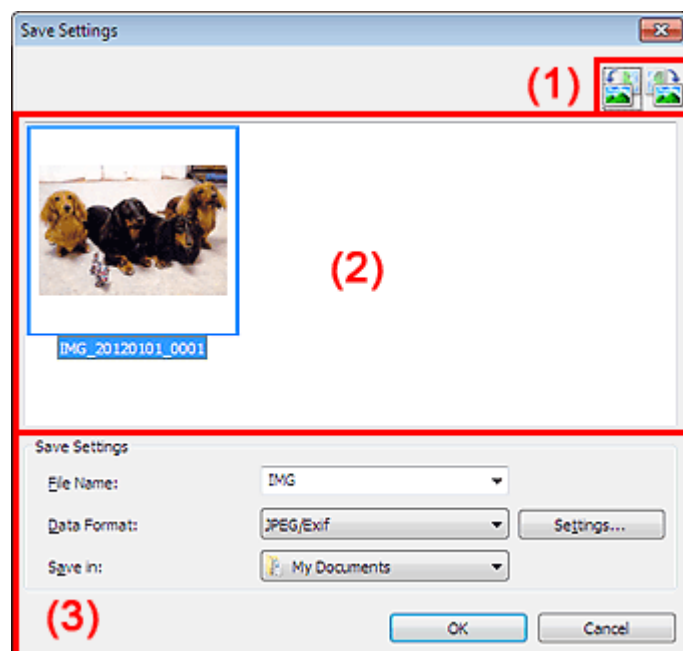 Save Settings
(1)
(2)
IMG_20120101_0001
Save Settings
File Name: IMG
Data Format: JPEG/Exif Settings...
Save in: My Documents
(3)
OK Cancel